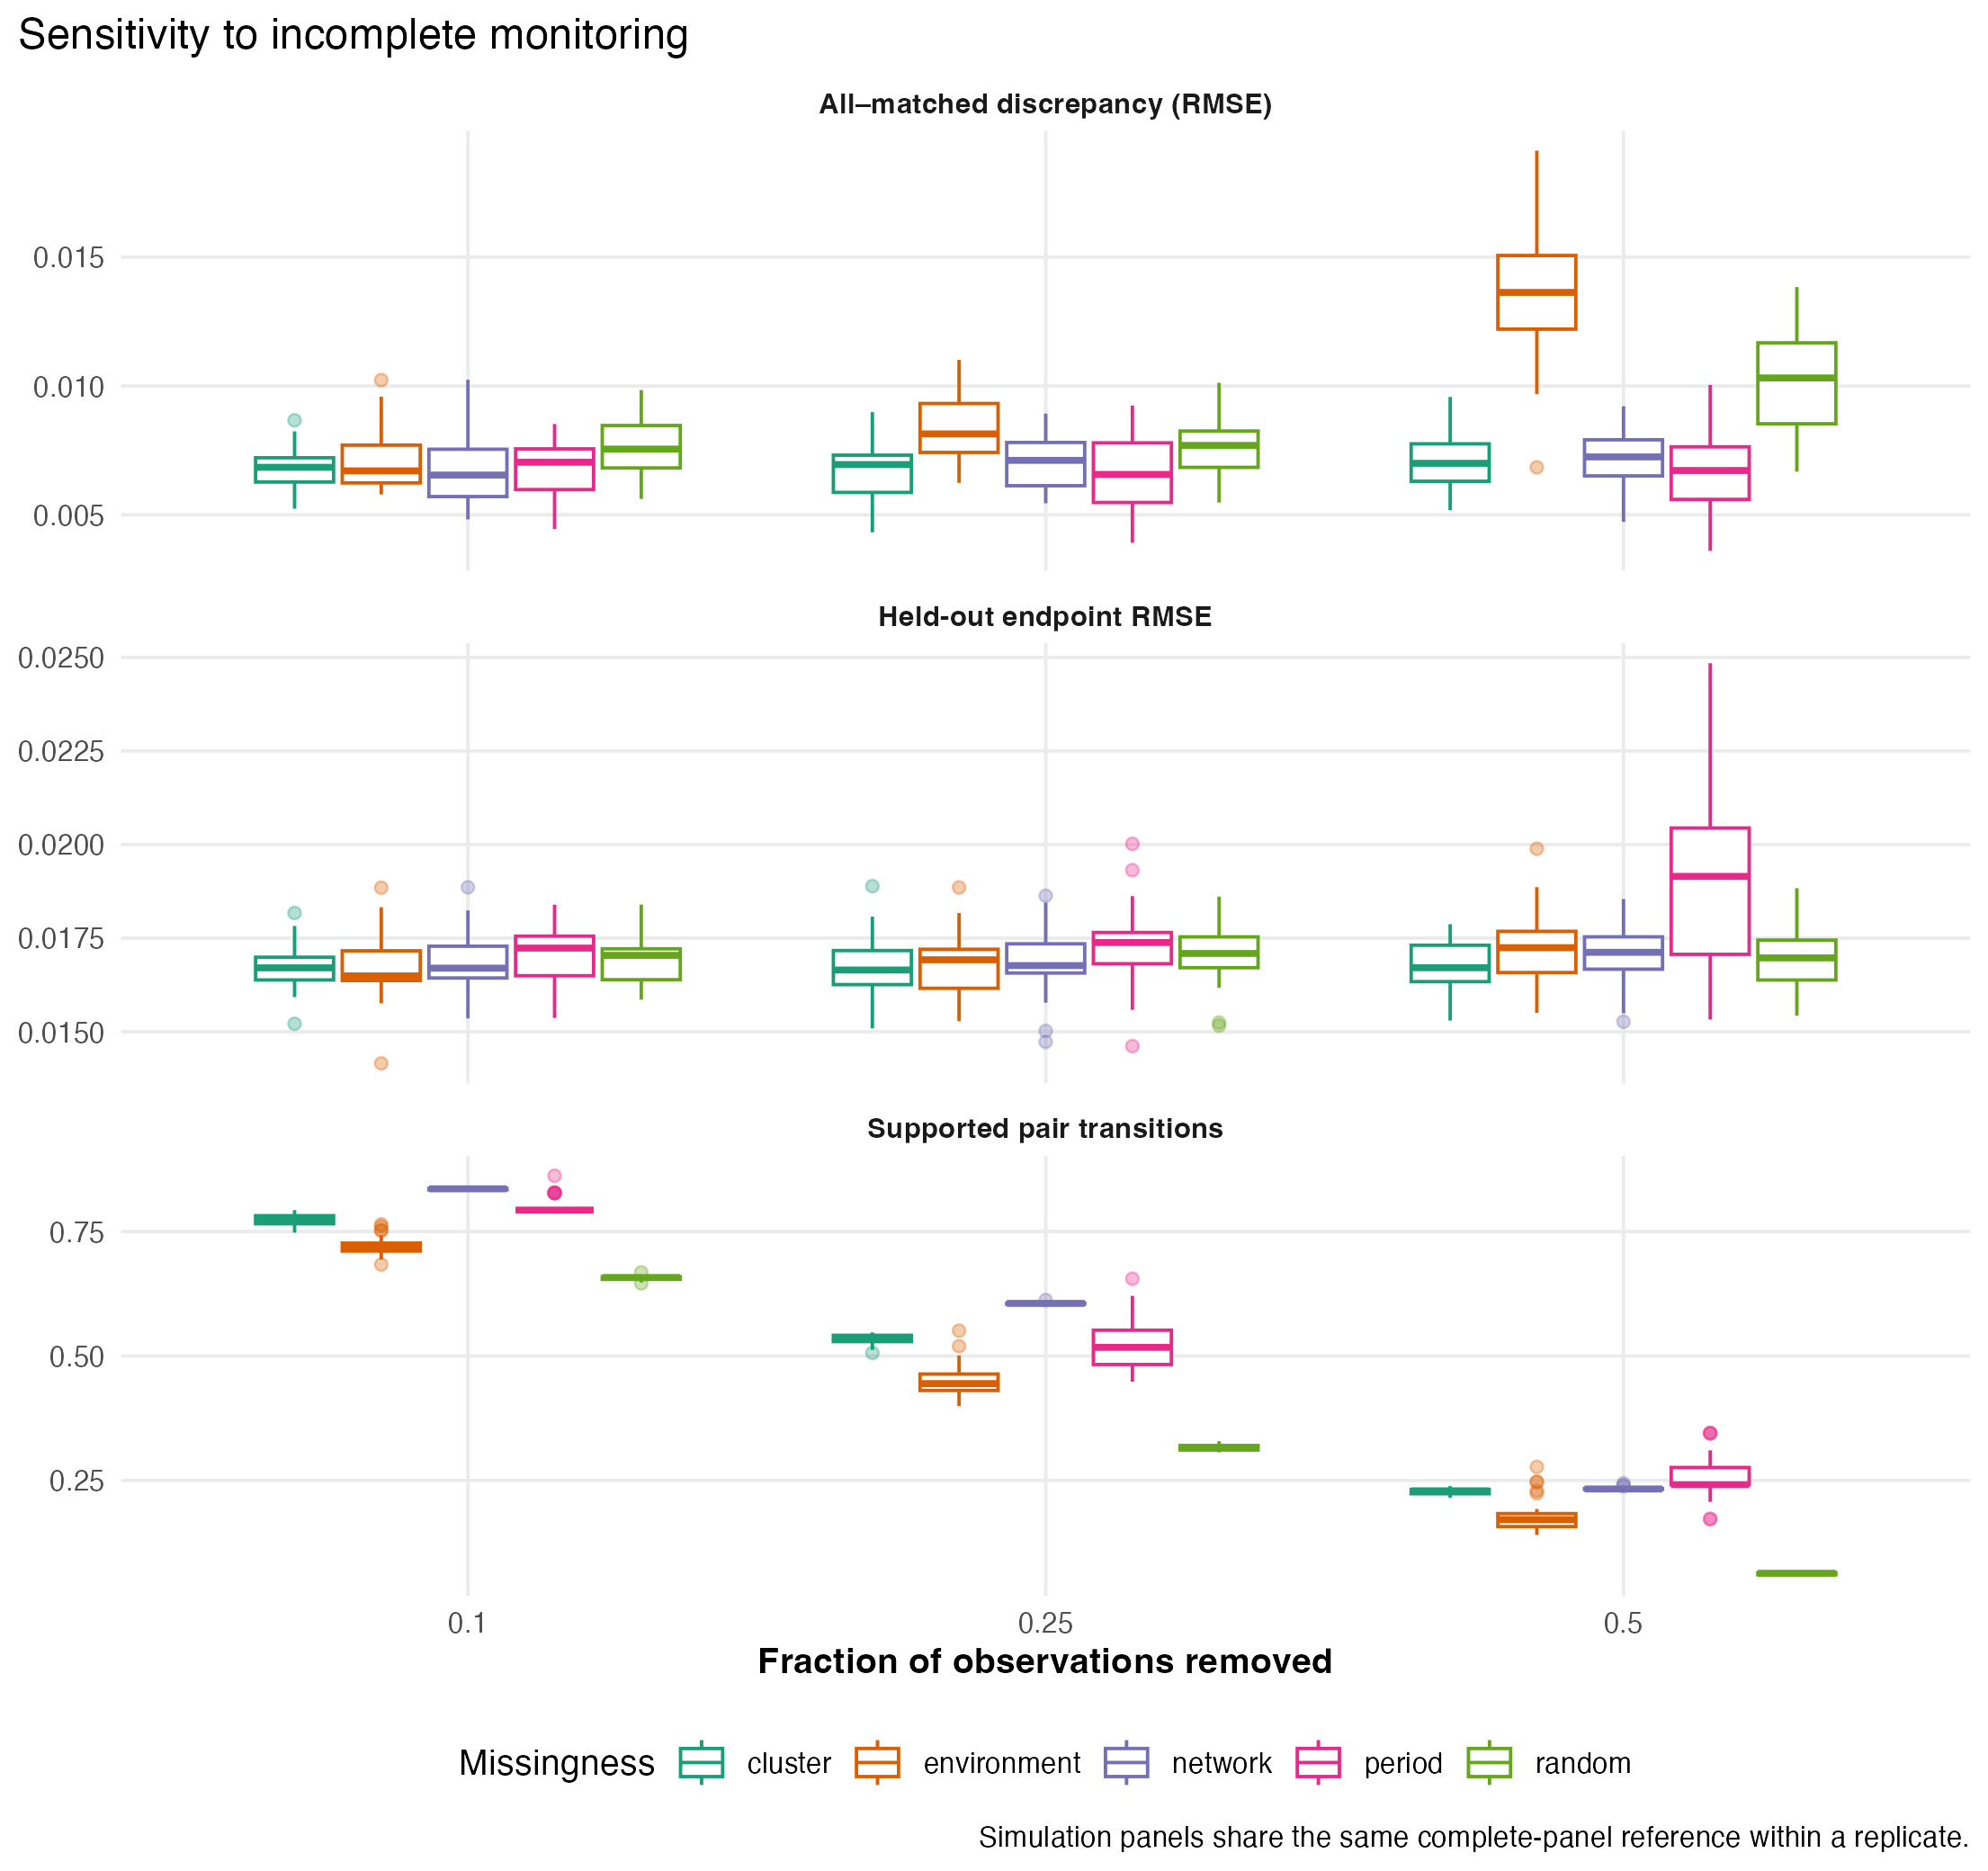 Sensitivity to incomplete monitoring
All–matched discrepancy (RMSE)
0.015
0.010
0.005
Held-out endpoint RMSE
0.0250
0.0225
0.0200
0.0175
0.0150
Supported pair transitions
0.75
0.50
0.25
0.1 0.25 0.5
Fraction of observations removed
Missingness cluster environment network period random
Simulation panels share the same complete-panel reference within a replicate.